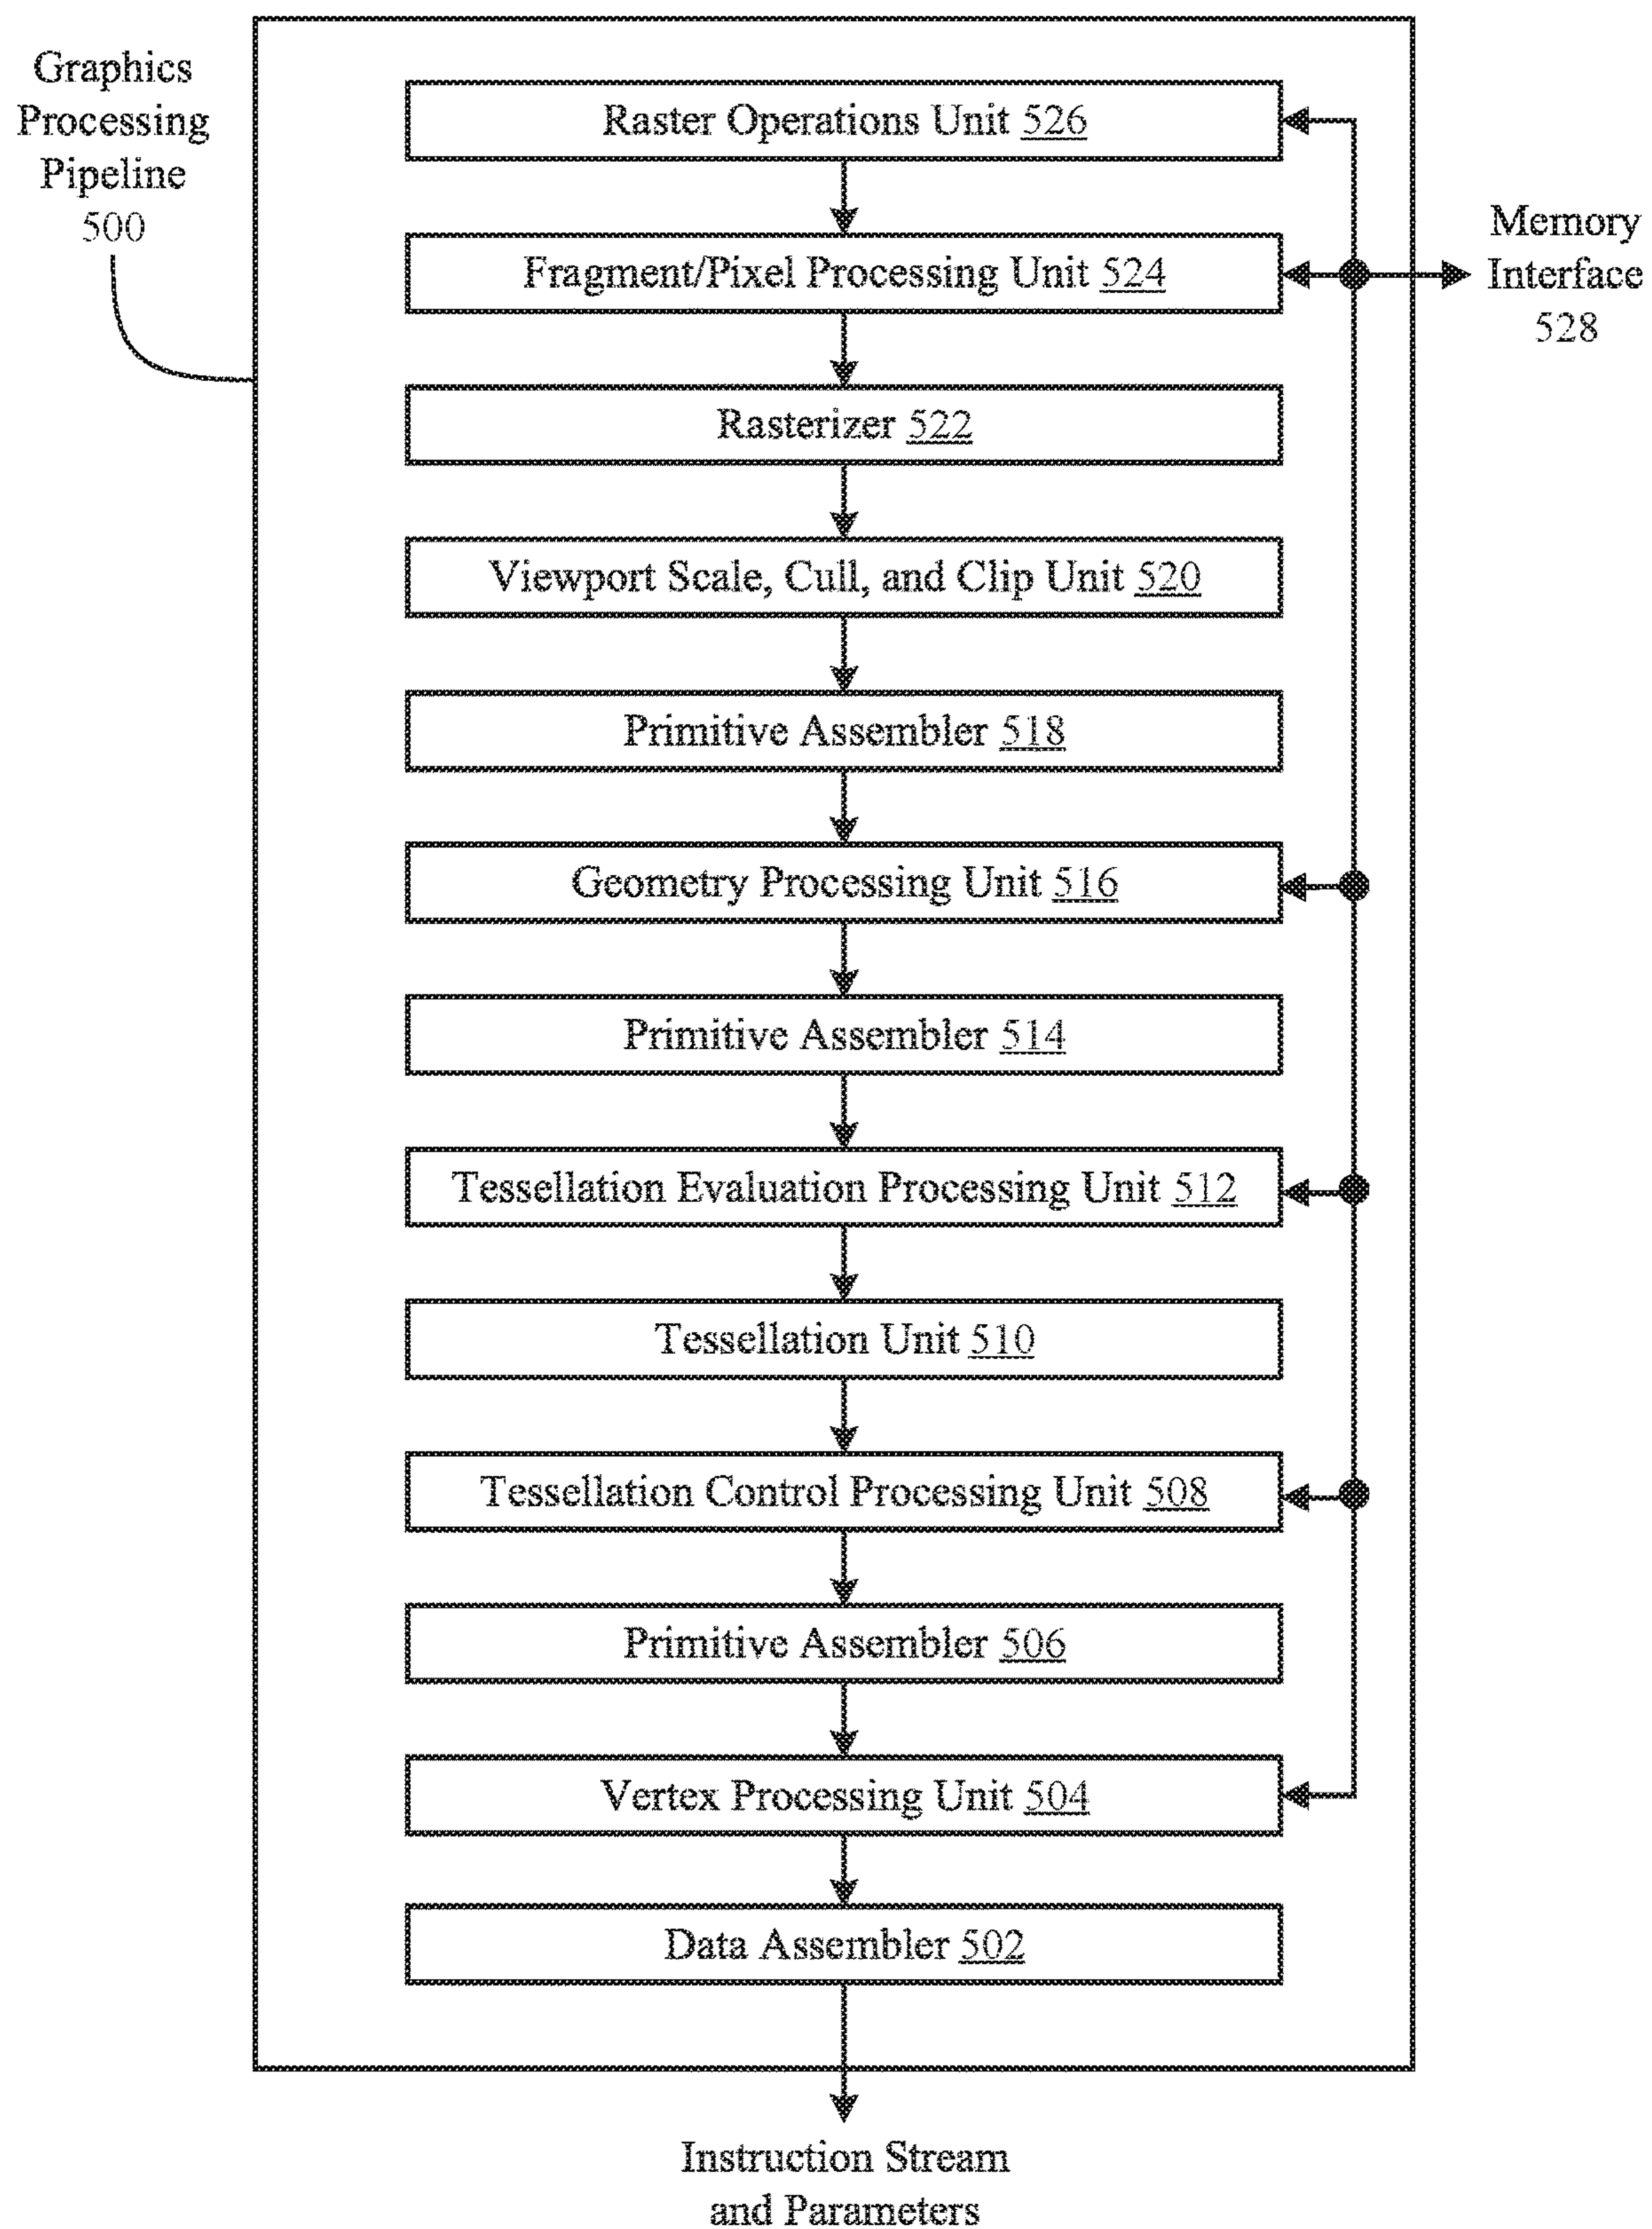 Graphics
Processing
Pipeline
500
Raster Operations Unit 526
Fragment/Pixel Processing Unit 524
Memory
Interface
528
Rasterizer 522
Viewport Scale, Cull, and Clip Unit 520
Primitive Assembler 518
Geometry Processing Unit 516
Primitive Assembler 514
Tessellation Evaluation Processing Unit 512
Tessellation Unit 510
Tessellation Control Processing Unit 508
Primitive Assembler 506
Vertex Processing Unit 504
Data Assembler 502
Instruction Stream
and Parameters